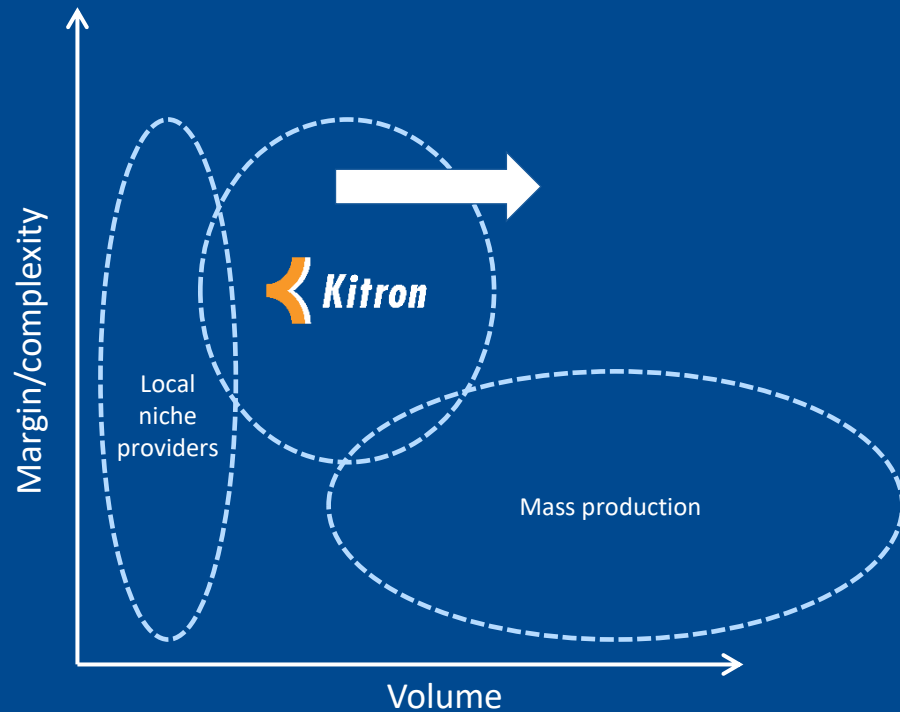 Margin/complexity
Kitron
Local
niche
providers
Mass production
Volume